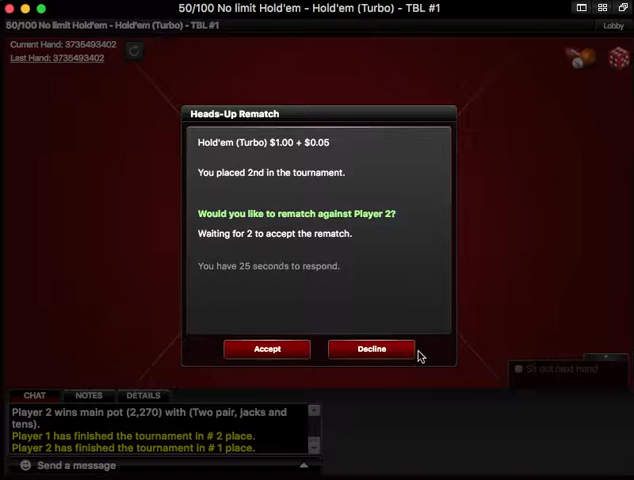 50/100 No limit Hold'em - Hold'em (Turbo) - TBL #1
50/100 No limit Hold'em - Hold'em (Turbo) - TBL #1
Lobby
Current Hand: 3735493402
Last Hand: 3735493402
Heads-Up Rematch
Hold'em (Turbo) $1.00 + $0.05
You placed 2nd in the tournament.
Would you like to rematch against Player 2?
Waiting for 2 to accept the rematch.
You have 25 seconds to respond.
Accept
Decline
Sit out next hand
CHAT
NOTES
DETAILS
Player 2 wins main pot (2,270) with (Two pair, jacks and
tens).
Player 1 has finished the tournament in # 2 place.
Player 2 has finished the tournament in # 1 place.
Send a message